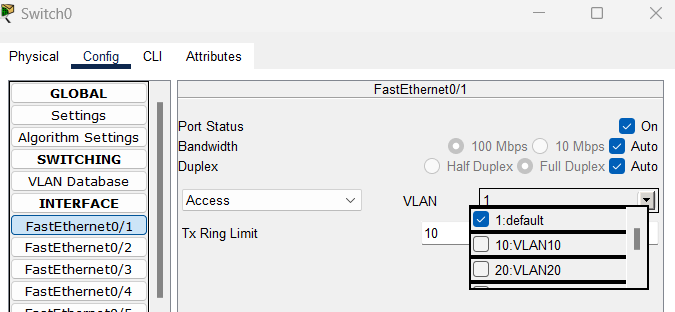 Switch0
Physical Config CLI Attributes
GLOBAL
Settings
Algorithm Settings
SWITCHING
VLAN Database
INTERFACE
FastEthernet0/1
FastEthernet0/2
FastEthernet0/3
FastEthernet0/4
FastEthernet0/5
FastEthernet0/1
Port Status On
Bandwidth 100 Mbps 10 Mbps Auto
Duplex Half Duplex Full Duplex Auto
Access VLAN 1
1:default
Tx Ring Limit 10
10:VLAN10
20:VLAN20